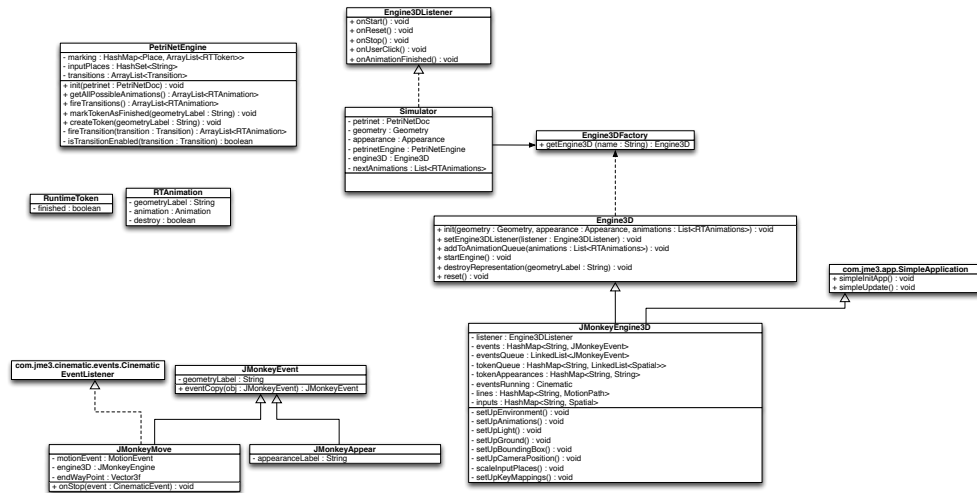 Engine3DListener
+ onStart() : void
+ onReset() : void
+ onStop() : void
+ onUserClick() : void
+ onAnimationFinished() : void
PetriNetEngine
- marking : HashMap<Place, ArrayList<RTToken>>
- inputPlaces : HashSet<String>
- transitions : ArrayList<Transition>
+ init(petrinet : PetriNetDoc) : void
+ getAllPossibleAnimations() : ArrayList<RTAnimation>
+ fireTransitions() : ArrayList<RTAnimation>
+ markTokenAsFinished(geometryLabel : String) : void
+ createToken(geometryLabel : String) : void
- fireTransition(transition : Transition) : ArrayList<RTAnimation>
- isTransitionEnabled(transition : Transition) : boolean
Simulator
- petrinet : PetriNetDoc
- geometry : Geometry
- appearance : Appearance
- petrinetEngine : PetriNetEngine
- engine3D : Engine3D
- nextAnimations : List<RTAnimations>
Engine3DFactory
+ getEngine3D (name : String) : Engine3D
RuntimeToken
- finished : boolean
RTAnimation
- geometryLabel : String
- animation : Animation
- destroy : boolean
Engine3D
+ init(geometry : Geometry, appearance : Appearance, animations : List<RTAnimations>) : void
+ setEngine3DListener(listener : Engine3DListener) : void
+ addToAnimationQueue(animations : List<RTAnimations>) : void
+ startEngine() : void
+ destroyRepresentation(geometryLabel : String) : void
+ reset() : void
com.jme3.app.SimpleApplication
+ simpleInitApp() : void
+ simpleUpdate() : void
JMonkeyEngine3D
- listener : Engine3DListener
- events : HashMap<String, JMonkeyEvent>
- eventsQueue : LinkedList<JMonkeyEvent>
- tokenQueue : HashMap<String, LinkedList<Spatial>>
- tokenAppearances : HashMap<String, String>
- eventsRunning : Cinematic
- lines : HashMap<String, MotionPath>
- inputs : HashMap<String, Spatial>
- setUpEnvironment() : void
- setUpAnimations() : void
- setUpLight() : void
- setUpGround() : void
- setUpBoundingBox() : void
- setUpCameraPosition() : void
- scaleInputPlaces() : void
- setUpKeyMappings() : void
com.jme3.cinematic.events.Cinematic
EventListener
JMonkeyEvent
- geometryLabel : String
+ eventCopy(obj : JMonkeyEvent) : JMonkeyEvent
JMonkeyMove
- motionEvent : MotionEvent
- engine3D : JMonkeyEngine
- endWayPoint : Vector3f
+ onStop(event : CinematicEvent) : void
JMonkeyAppear
- appearanceLabel : String